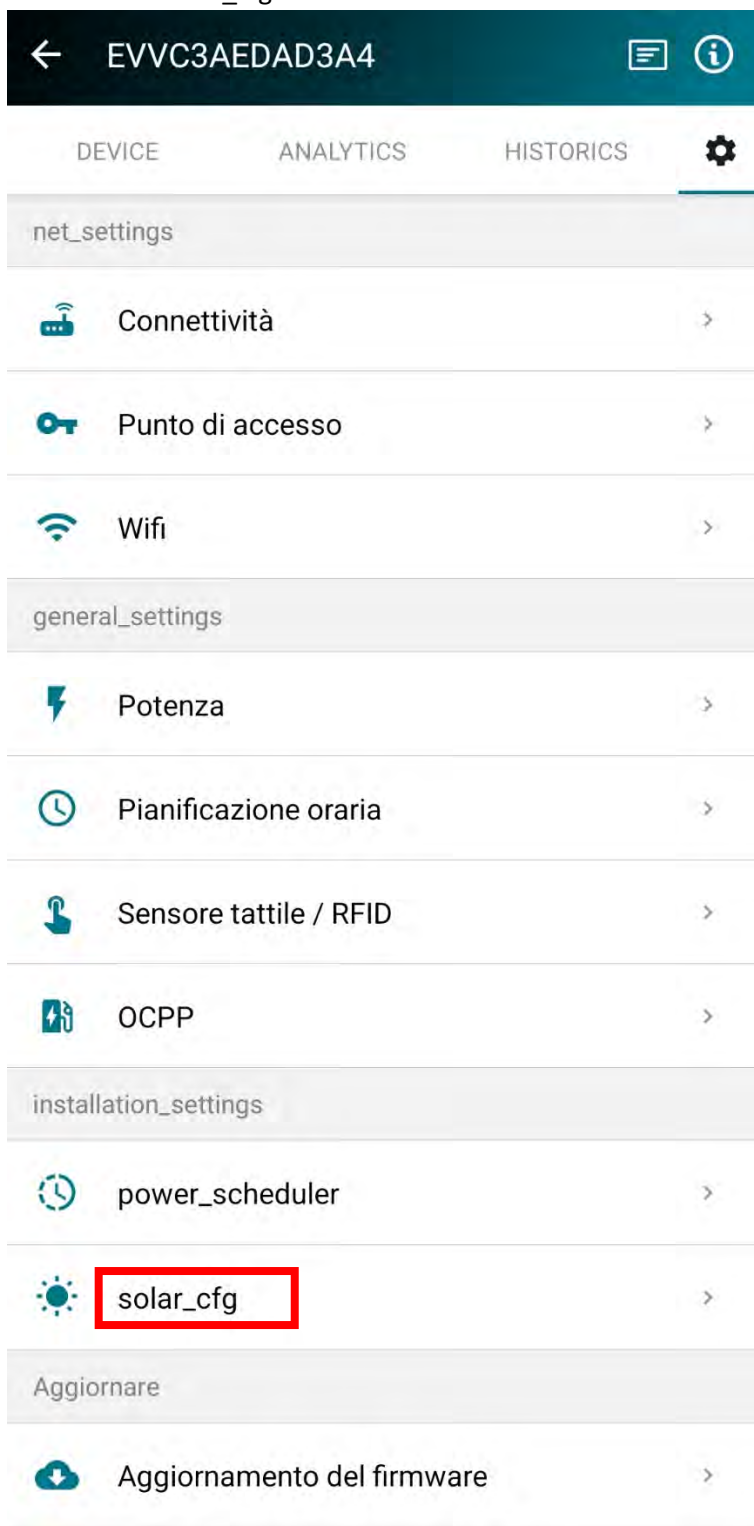 EVVC3AEDAD3A4
DEVICE ANALYTICS HISTORICS
net_settings
Connettività
Punto di accesso
Wifi
general_settings
Potenza
Pianificazione oraria
Sensore tattile / RFID
OCPP
installation_settings
power_scheduler
solar_cfg
Aggiornare
Aggiornamento del firmware